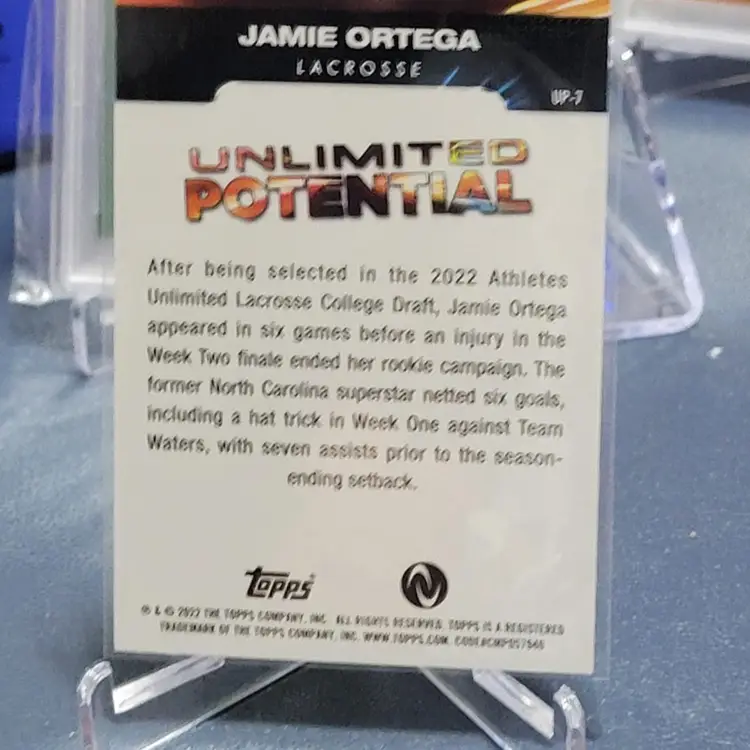 JAMIE ORTEGA
LACROSSE
UP-7
UNLIMITED
POTENTIAL
After being selected in the 2022 Athletes
Unlimited Lacrosse College Draft, Jamie Ortega
appeared in six games before an injury in the
Week Two finale ended her rookie campaign. The
former North Carolina superstar netted six goals,
including a hat trick in Week One against Team
Waters, with seven assists prior to the season-
ending setback.
topps
® & © 2022 THE TOPPS COMPANY, INC. ALL RIGHTS RESERVED. TOPPS IS A REGISTERED
TRADEMARK OF THE TOPPS COMPANY, INC. WWW.TOPPS.COM.